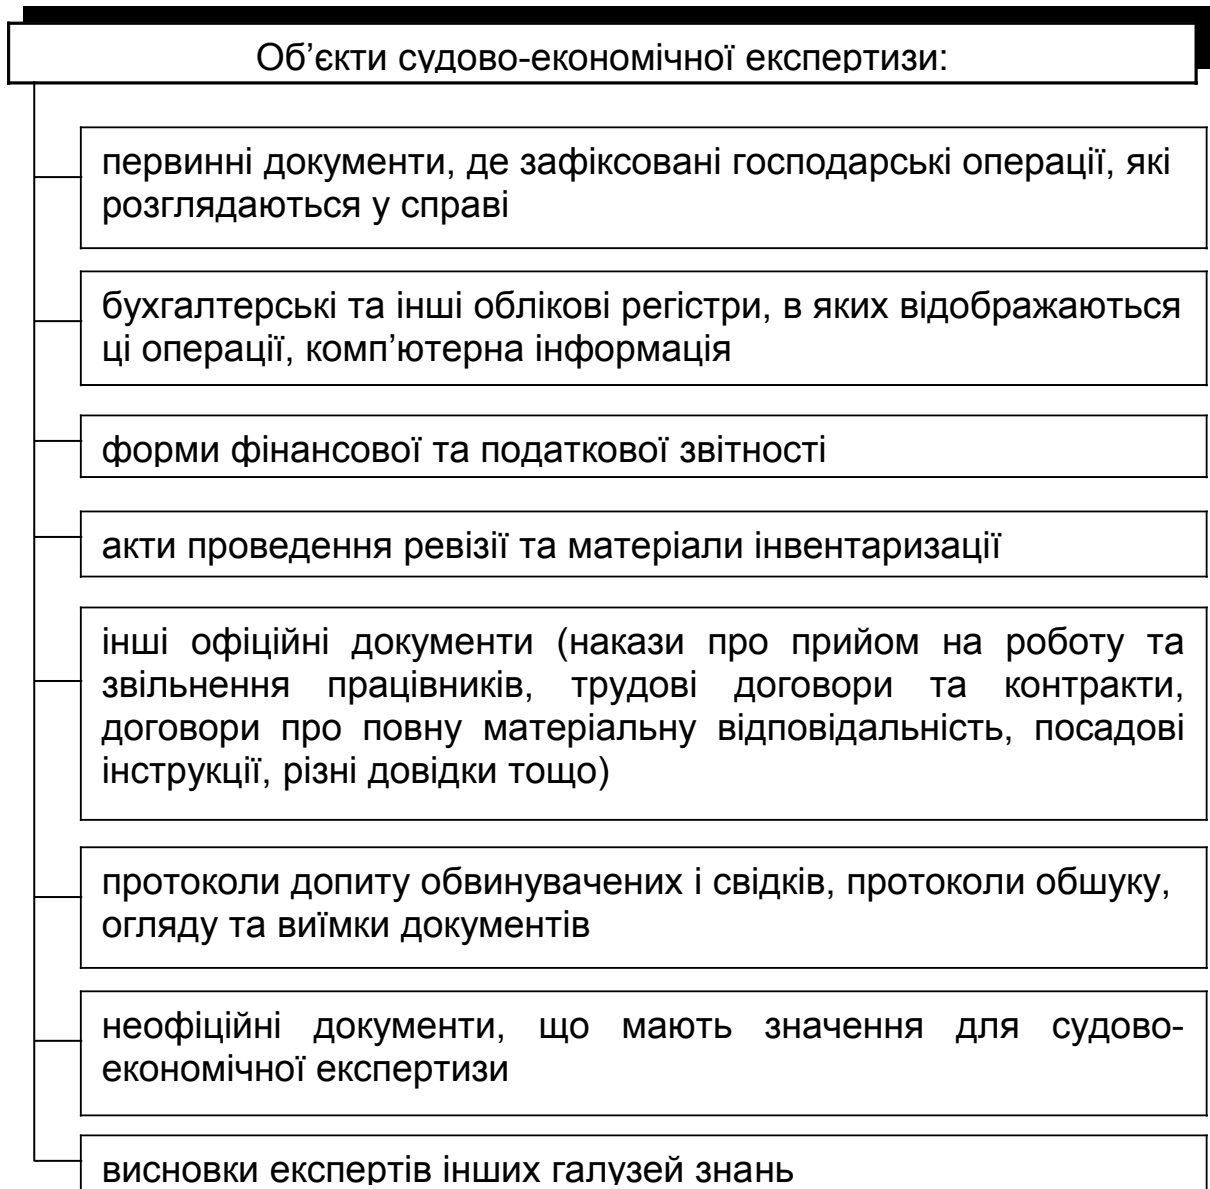 Об’єкти судово-економічної експертизи:
первинні документи, де зафіксовані господарські операції, які
розглядаються у справі
бухгалтерські та інші облікові регістри, в яких відображаються
ці операції, комп’ютерна інформація
форми фінансової та податкової звітності
акти проведення ревізії та матеріали інвентаризації
інші офіційні документи (накази про прийом на роботу та
звільнення працівників, трудові договори та контракти,
договори про повну матеріальну відповідальність, посадові
інструкції, різні довідки тощо)
протоколи допиту обвинувачених і свідків, протоколи обшуку,
огляду та виїмки документів
неофіційні документи, що мають значення для судово-
економічної експертизи
висновки експертів інших галузей знань